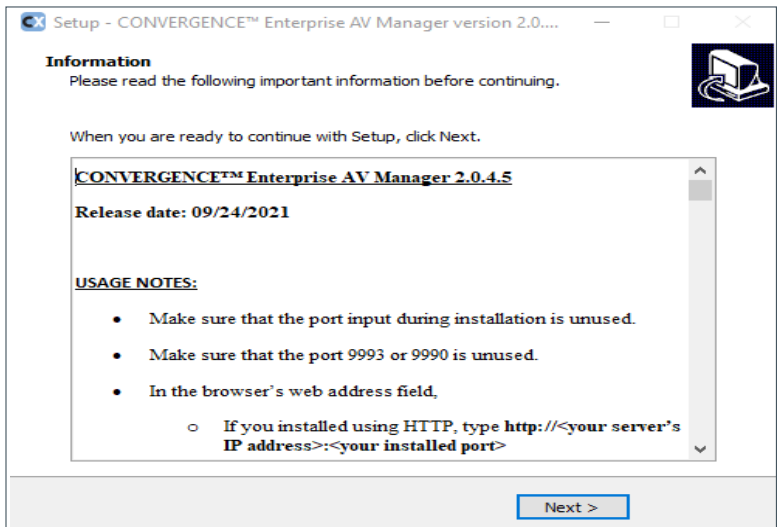 CX Setup - CONVERGENCE™ Enterprise AV Manager version 2.0....
Information
Please read the following important information before continuing.
When you are ready to continue with Setup, click Next.
CONVERGENCE™ Enterprise AV Manager 2.0.4.5
Release date: 09/24/2021
USAGE NOTES:
• Make sure that the port input during installation is unused.
• Make sure that the port 9993 or 9990 is unused.
• In the browser's web address field,
o If you installed using HTTP, type http://<your server's
IP address>:<your installed port>
Next >